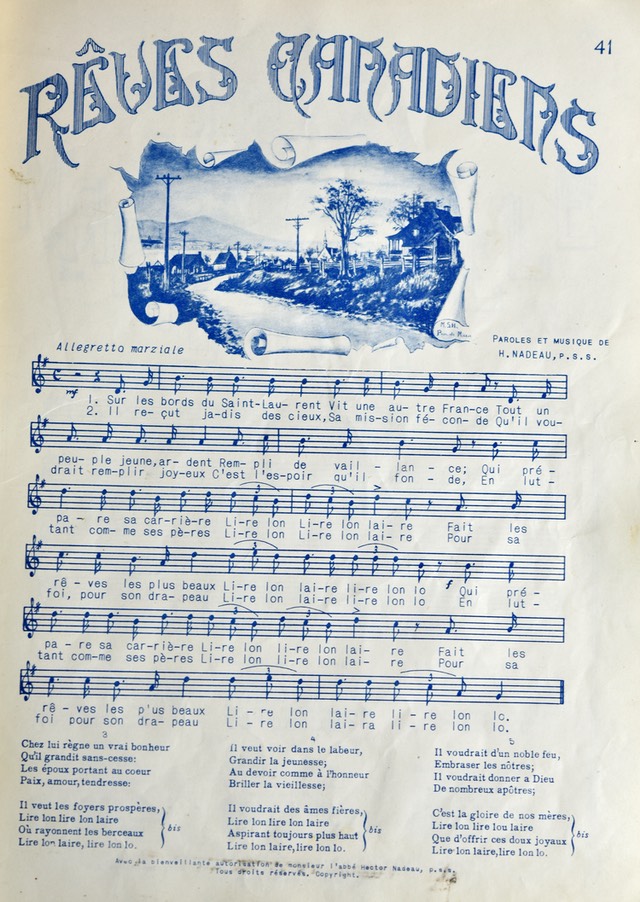 41
RÊVES CANADIENS
M.S.H.
PAROLES ET MUSIQUE DE
H. NADEAU, P.S.S.
Allegretto marziale
mf
1. Sur les bords du Saint-Lau- rent Vit une au- tre Fran-ce Tout un
2. Il re- çut ja-dis des cieux, Sa mis-sion fé- con- de Qu'il vou-
peu- ple jeune, ar- dent Rem- pli de vail - lan - ce; Qui pré -
drait rem-plir joy-eux C'est l'es-poir qu'il fon - de, En lut -
3 3
pa - re sa car-riè-re Li-re lon Li-re lon lai- re Fait les
tant com- me ses pè-res Li-re lon Li-re lon lai- re Pour sa
3 3
f
rê - ves les plus beaux Li-re lon lai-re li-re lon lo Qui pré -
foi, pour son dra- peau Li-re lon lai-re li-re lon lo En lut -
3 3
pa - re sa car-riè-re Li-re lon li-re lon lai- re Fait les
tant com-me ses pè-res Li-re lon li-re lon lai- re Pour sa
3 3
rê - ves les p'us beaux Li - re lon lai- re li - re lon lo.
foi pour son dra- peau Li - re lon lai- ra li - re lon lo.
3
Chez lui règne un vrai bonheur
Qu'il grandit sans-cesse:
Les époux portant au coeur
Paix, amour, tendresse:
Il veut les foyers prospères,
Lire lon lire lon laire
Où rayonnent les berceaux
Lire lon laire, lire lon lo.
bis
4
Il veut voir dans le labeur,
Grandir la jeunesse;
Au devoir comme à l'honneur
Briller la vieillesse;
Il voudrait des âmes fières,
Lire lon lire lon laire
Aspirant toujours plus haut
Lire lon laire, lire lon lo.
bis
5
Il voudrait d'un noble feu,
Embraser les nôtres;
Il voudrait donner a Dieu
De nombreux apôtres;
C'est la gloire de nos mères,
Lire lon lire lou laire
Que d'offrir ces doux joyaux
Lire lon laire, lire lon lo.
bis
Avec la bienveillante autorisation de monsieur l'abbé Hector Nadeau, p.s.s.
Tous droits réservés. Copyright.